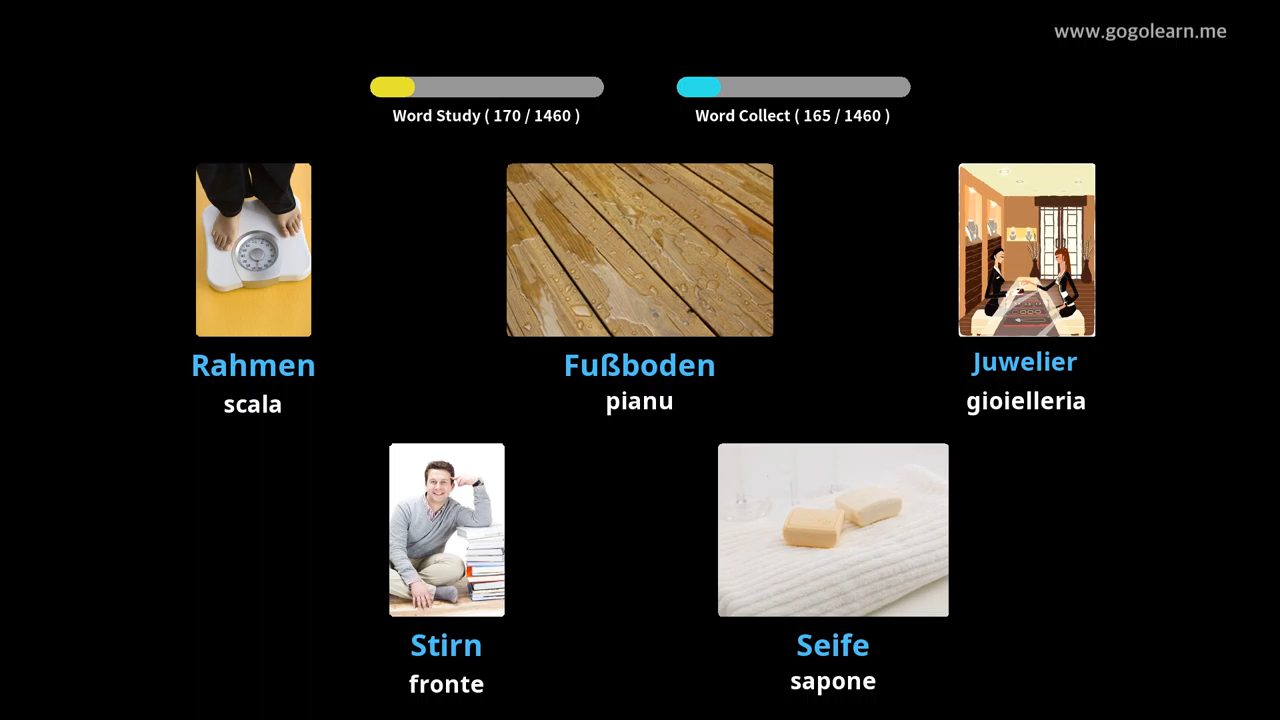 www.gogolearn.me
Word Study ( 170 / 1460 )
Word Collect ( 165 / 1460 )
Rahmen
scala
Fußboden
pianu
Juwelier
gioielleria
Stirn
fronte
Seife
sapone